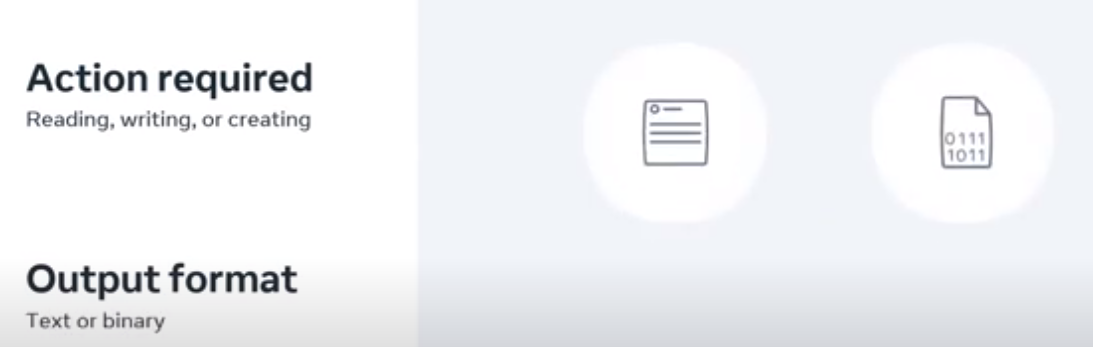 Action required
Reading, writing, or creating
0111
1011
Output format
Text or binary